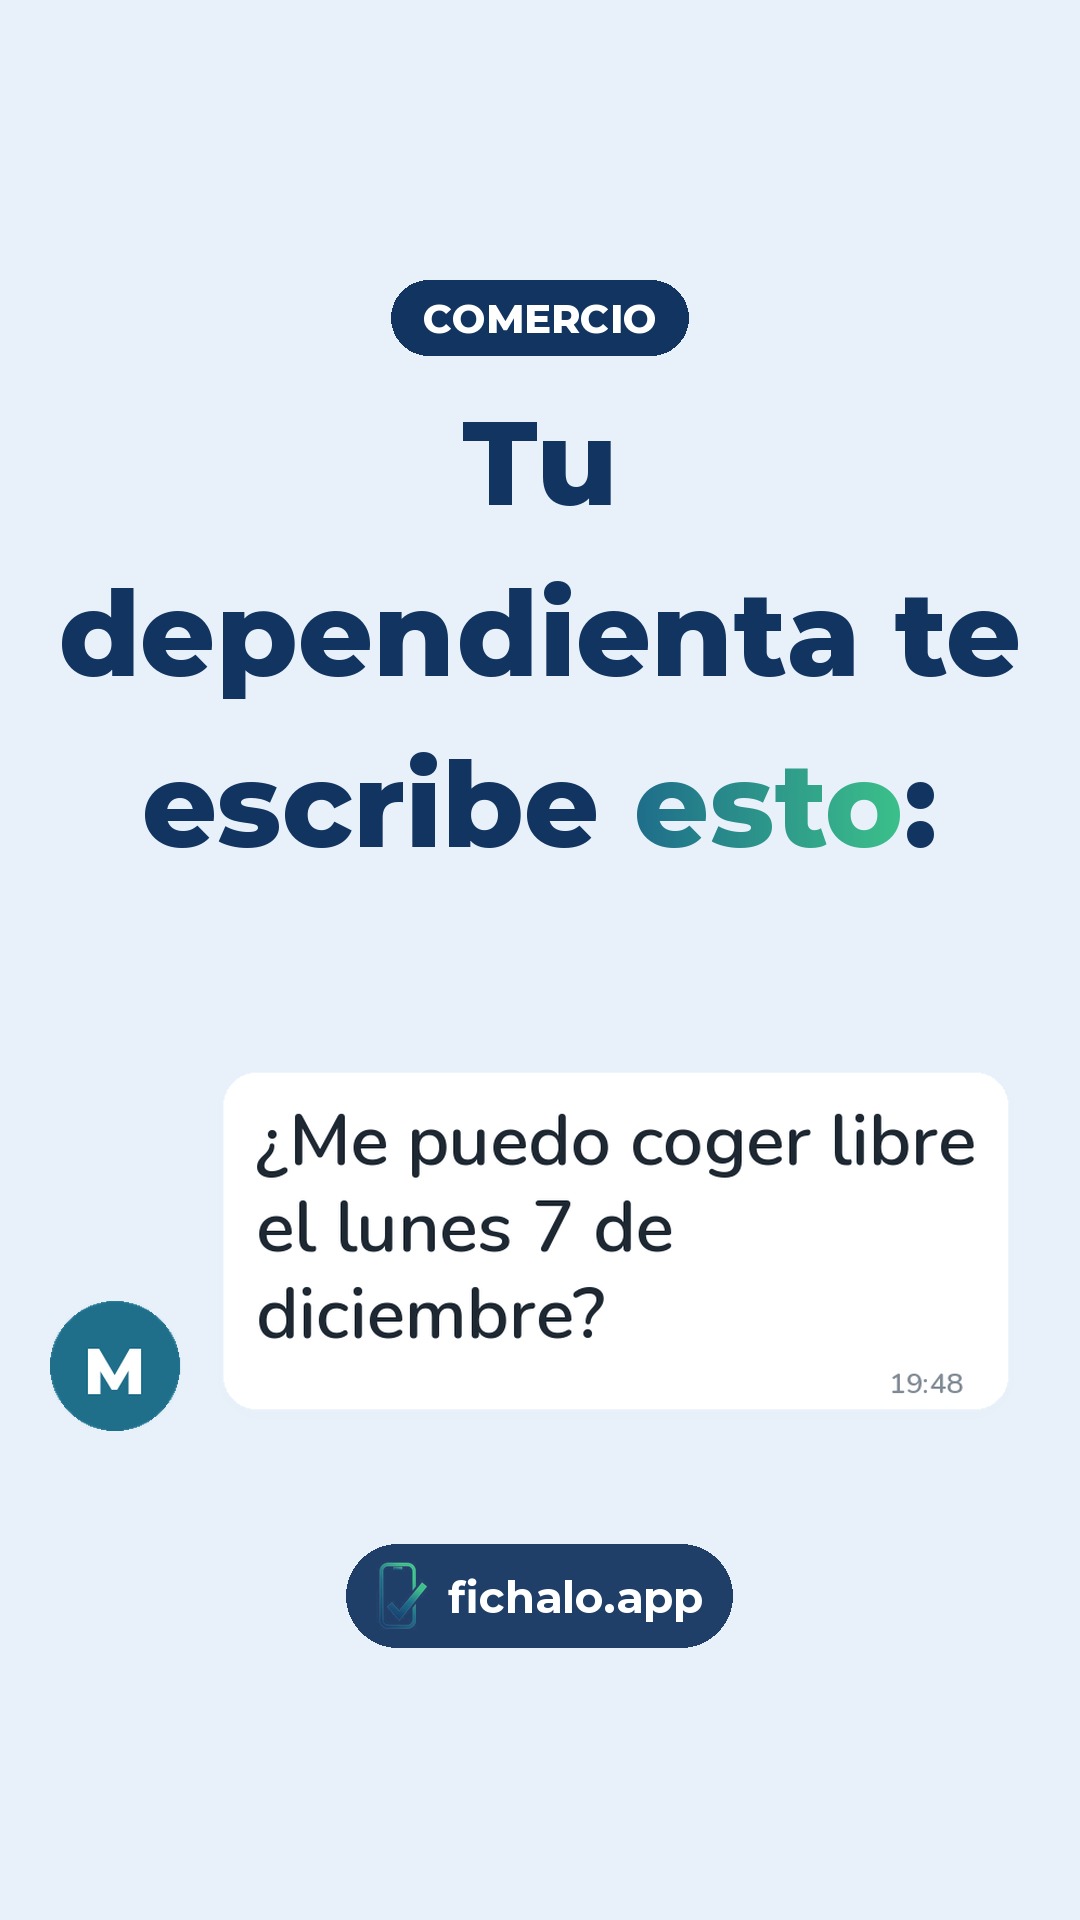 COMERCIO
Tu
dependienta te
escribe esto:
¿Me puedo coger libre
el lunes 7 de
diciembre?
19:48
M
fichalo.app